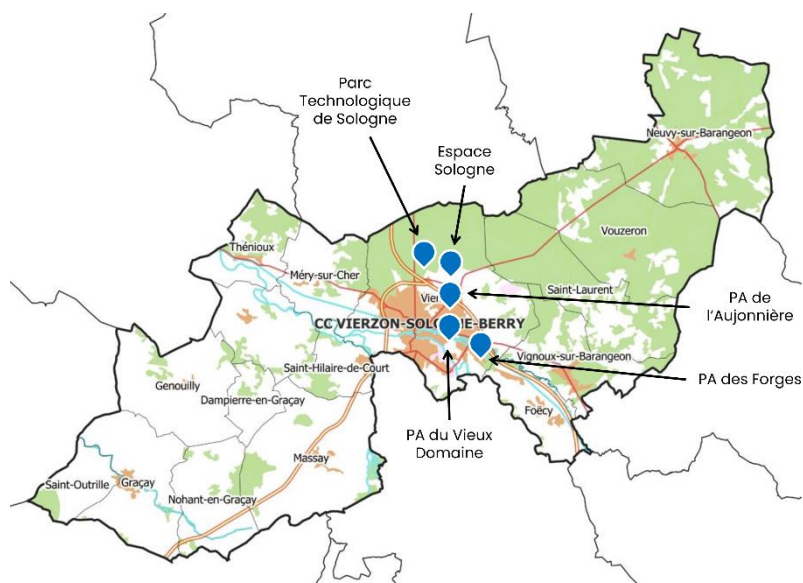 Parc
Technologique
de Sologne
Espace
Sologne
Neuvy-sur-Barangeon
Vouzeron
Thénioux
Méry-sur-Cher
Saint-Laurent
PA de
l'Aujonnière
CC VIERZON-SOLOGNE-BERRY
Vignoux-sur-Barangeon
Saint-Hilaire-de-Court
PA des Forges
Genouilly
Dampierre-en-Graçay
Foëcy
PA du Vieux
Domaine
Massay
Saint-Outrille
Graçay
Nohant-en-Graçay